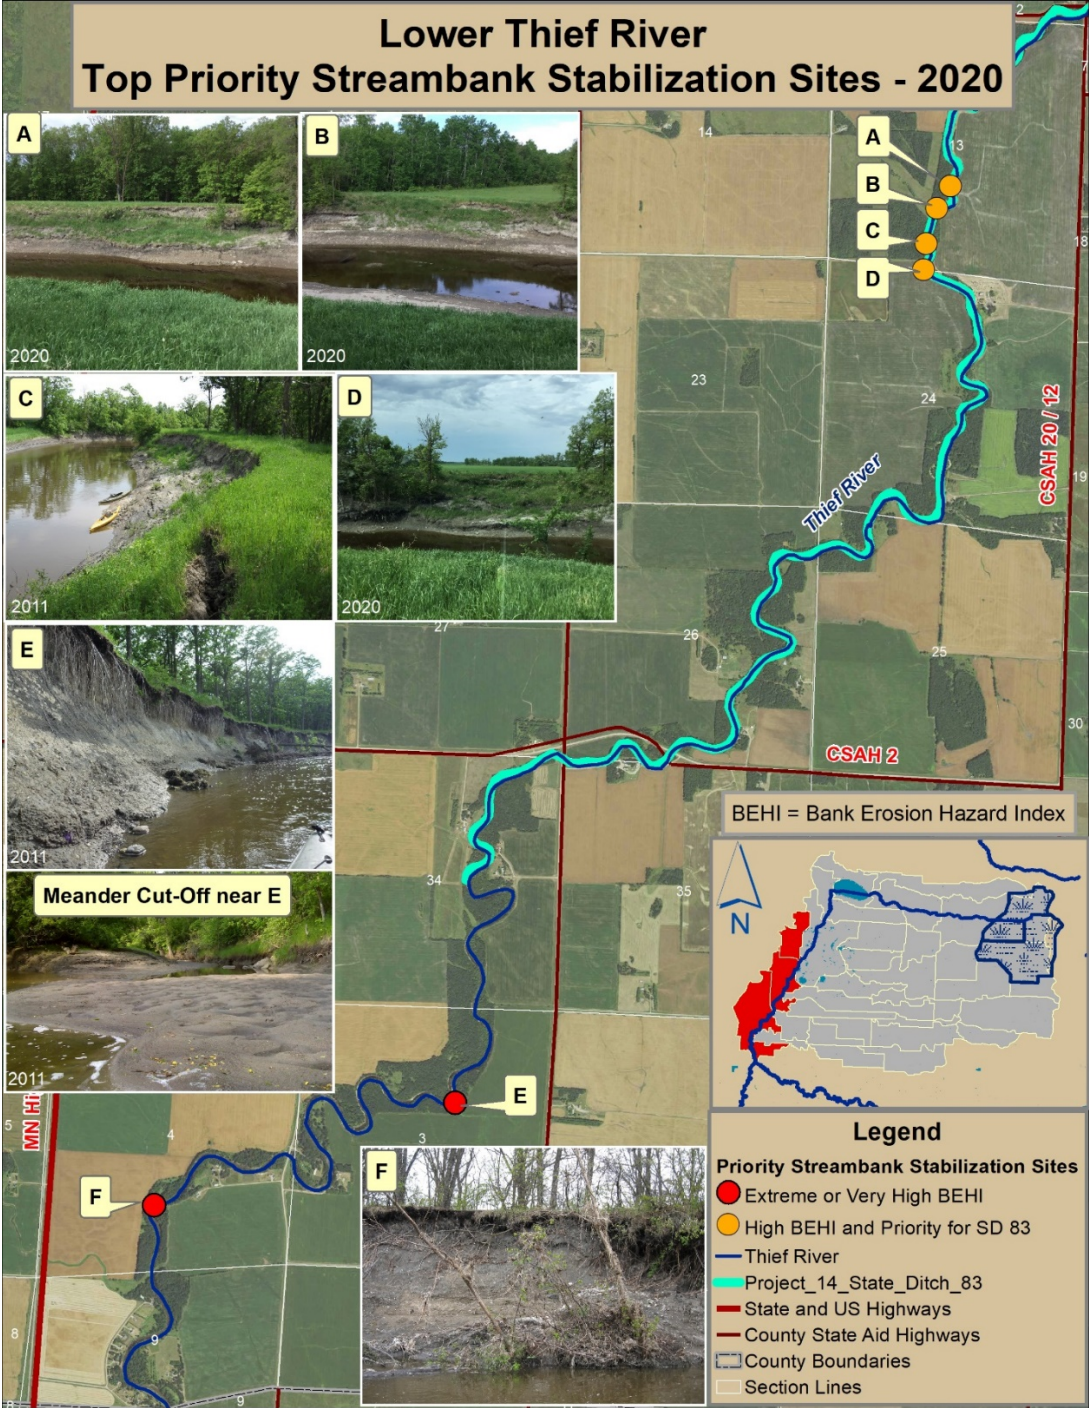 Lower Thief River
Top Priority Streambank Stabilization Sites - 2020
2
7
A
2020
B
2020
14
A
13
B
C
D
18
C
2011
D
2020
23
24
CSAH 20 / 12
19
Thief River
E
2011
27
26
25
30
CSAH 2
BEHI = Bank Erosion Hazard Index
N
Meander Cut-Off near E
2011
34
35
MN Hi
5
4
3
E
F
F
8
9
9
Legend
Priority Streambank Stabilization Sites
Extreme or Very High BEHI
High BEHI and Priority for SD 83
Thief River
Project_14_State_Ditch_83
State and US Highways
County State Aid Highways
County Boundaries
Section Lines